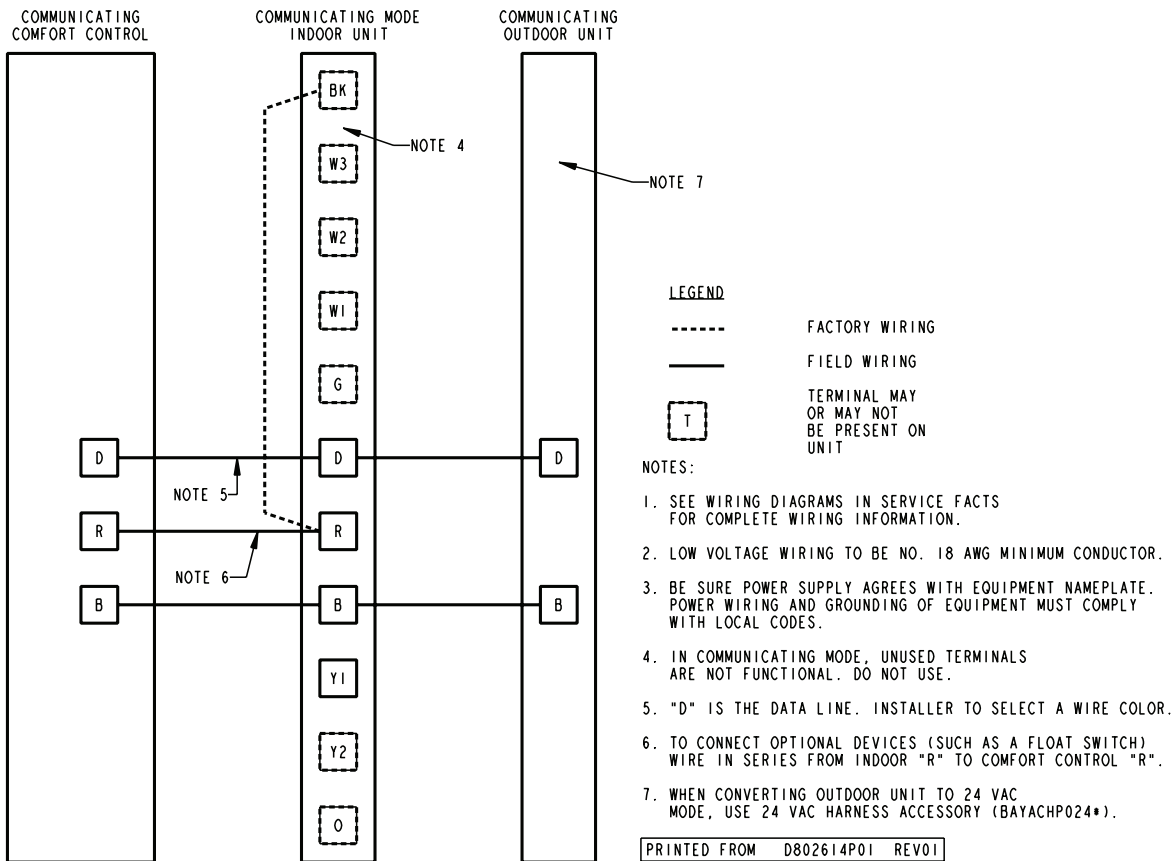 COMMUNICATING
COMFORT CONTROL
COMMUNICATING MODE
INDOOR UNIT
COMMUNICATING
OUTDOOR UNIT
BK
NOTE 4
W3
NOTE 7
W2
W1
G
D
D
D
NOTE 5
R
R
NOTE 6
B
B
B
Y1
Y2
O
LEGEND
FACTORY WIRING
FIELD WIRING
T
TERMINAL MAY
OR MAY NOT
BE PRESENT ON
UNIT
NOTES:
1. SEE WIRING DIAGRAMS IN SERVICE FACTS
FOR COMPLETE WIRING INFORMATION.
2. LOW VOLTAGE WIRING TO BE NO. 18 AWG MINIMUM CONDUCTOR.
3. BE SURE POWER SUPPLY AGREES WITH EQUIPMENT NAMEPLATE.
POWER WIRING AND GROUNDING OF EQUIPMENT MUST COMPLY
WITH LOCAL CODES.
4. IN COMMUNICATING MODE, UNUSED TERMINALS
ARE NOT FUNCTIONAL. DO NOT USE.
5. "D" IS THE DATA LINE. INSTALLER TO SELECT A WIRE COLOR.
6. TO CONNECT OPTIONAL DEVICES (SUCH AS A FLOAT SWITCH)
WIRE IN SERIES FROM INDOOR "R" TO COMFORT CONTROL "R".
7. WHEN CONVERTING OUTDOOR UNIT TO 24 VAC
MODE, USE 24 VAC HARNESS ACCESSORY (BAYACHP024*).
PRINTED FROM D802614P01 REV01